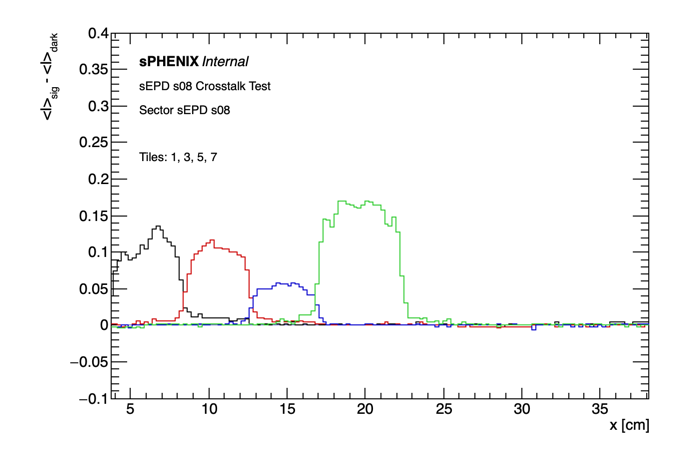 0.4
0.35
0.3
0.25
0.2
0.15
0.1
0.05
0
−0.05
−0.1
<I>sig - <I>dark
sPHENIX Internal
sEPD s08 Crosstalk Test
Sector sEPD s08
Tiles: 1, 3, 5, 7
5 10 15 20 25 30 35
x [cm]